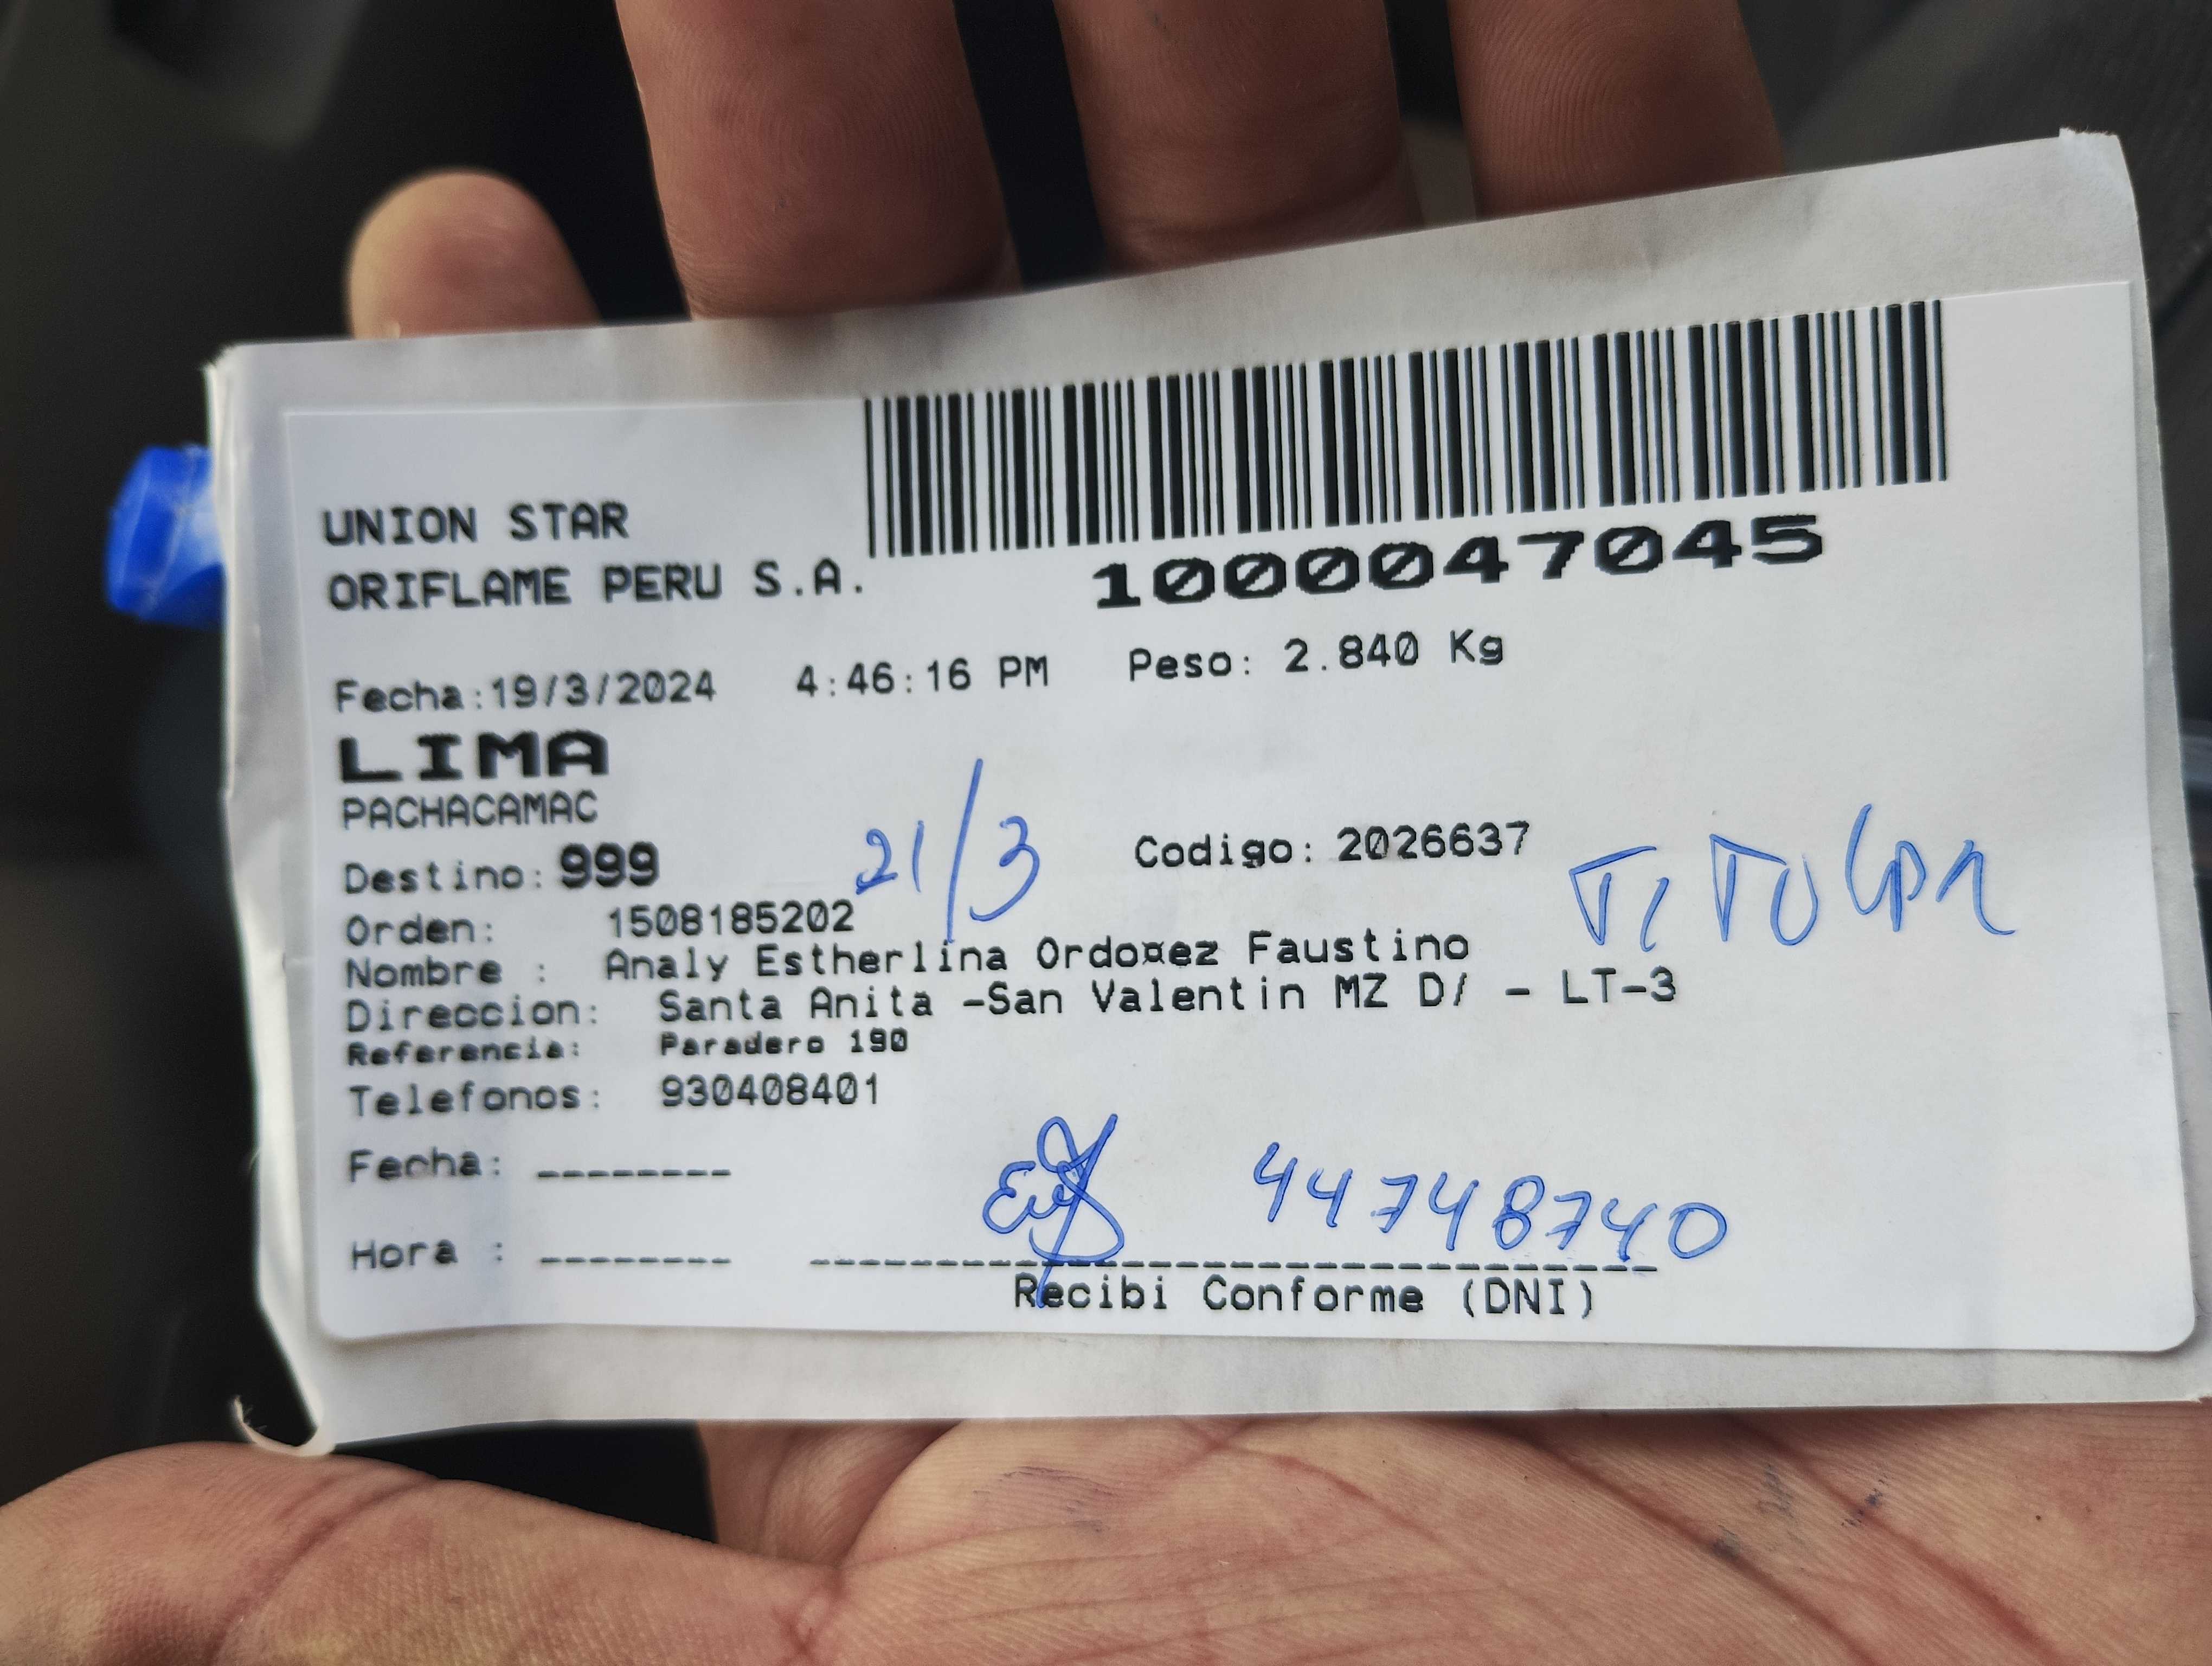 UNION STAR
ORIFLAME PERU S.A.
1000047045
Fecha:19/3/2024 4:46:16 PM Peso: 2.840 Kg
LIMA
PACHACAMAC
Destino: 999 21/3 Codigo: 2026637 TITULAR
Orden: 1508185202
Nombre : Analy Estherlina Ordo¤ez Faustino
Direccion: Santa Anita -San Valentin MZ D/ - LT-3
Referencia: Paradero 190
Telefonos: 930408401
Fecha: --------
44748740
Hora : --------
Recibi Conforme (DNI)